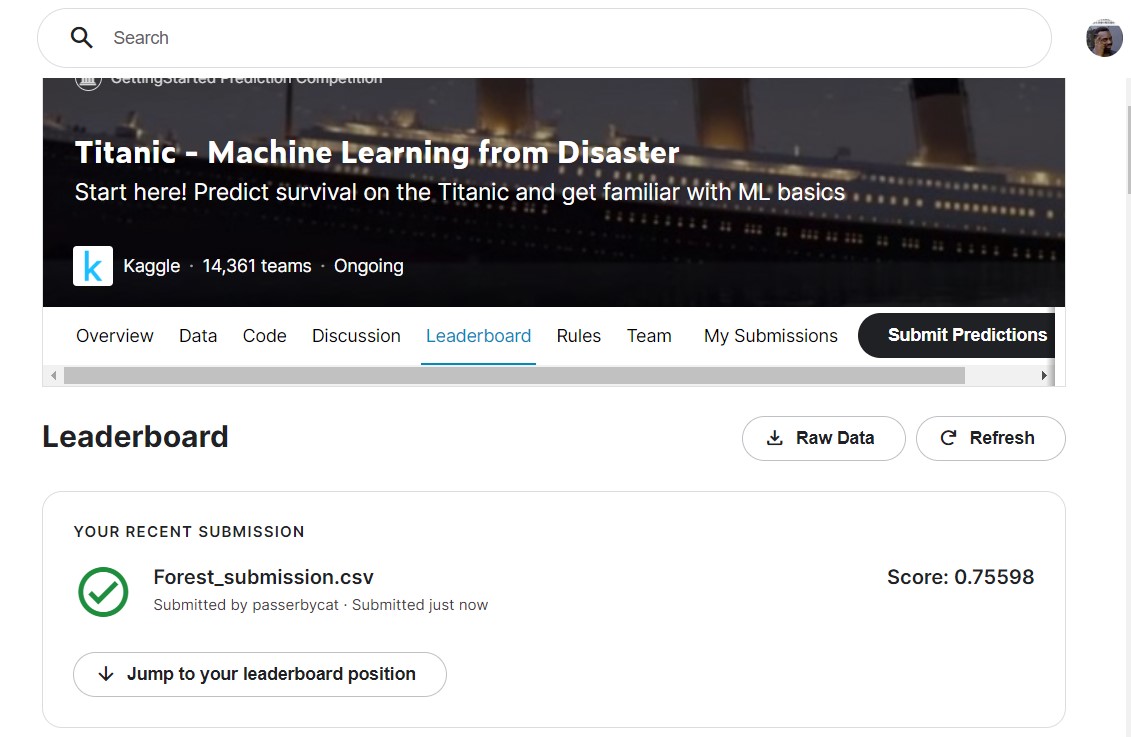 Search
GettingStarted Prediction Competition
Titanic - Machine Learning from Disaster
Start here! Predict survival on the Titanic and get familiar with ML basics
k
Kaggle · 14,361 teams · Ongoing
Overview Data Code Discussion Leaderboard Rules Team My Submissions Submit Predictions
Leaderboard
Raw Data Refresh
YOUR RECENT SUBMISSION
Forest_submission.csv
Score: 0.75598
Submitted by passerbycat · Submitted just now
Jump to your leaderboard position